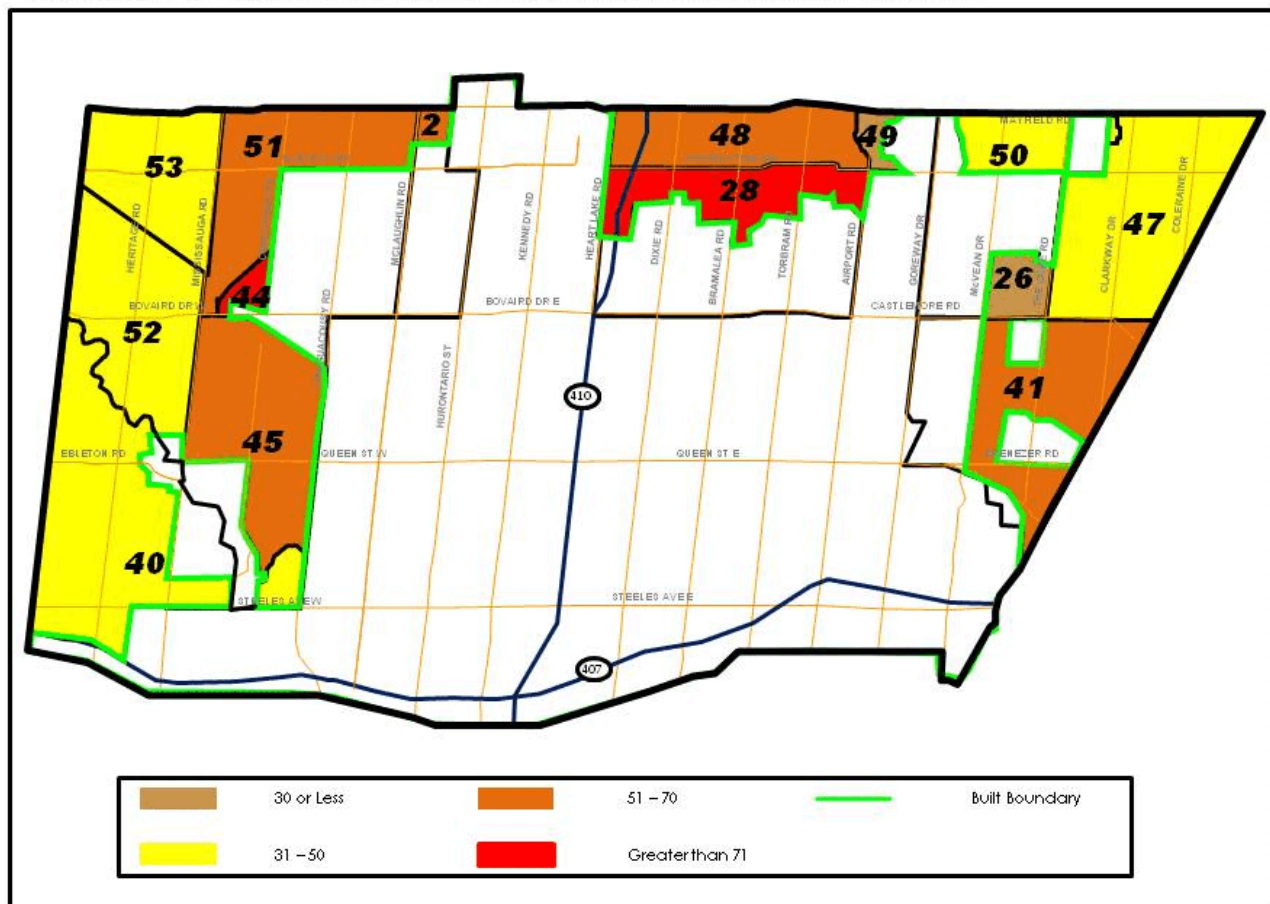 2
51
48
49
MAYFIELD RD
53
50
28
47
COLERAINE DR
HERITAGE RD
MISSISSAUGA RD
MCLAUGHLIN RD
KENNEDY RD
HEART LAKE RD
DIXIE RD
BRAMALEA RD
TORBRAM RD
AIRPORT RD
GOREWAY DR
McVEAN DR
26
CLARKWAY DR
44
BOVAIRD DR W
BOVAIRD DR E
CASTLEMORE RD
52
HURONTARIO ST
41
410
45
EBLETON RD
QUEEN ST W
QUEEN ST E
EBENEZER RD
40
STEELES AVE W
STEELES AVE E
407
30 or Less
51 – 70
Built Boundary
31 – 50
Greater than 71